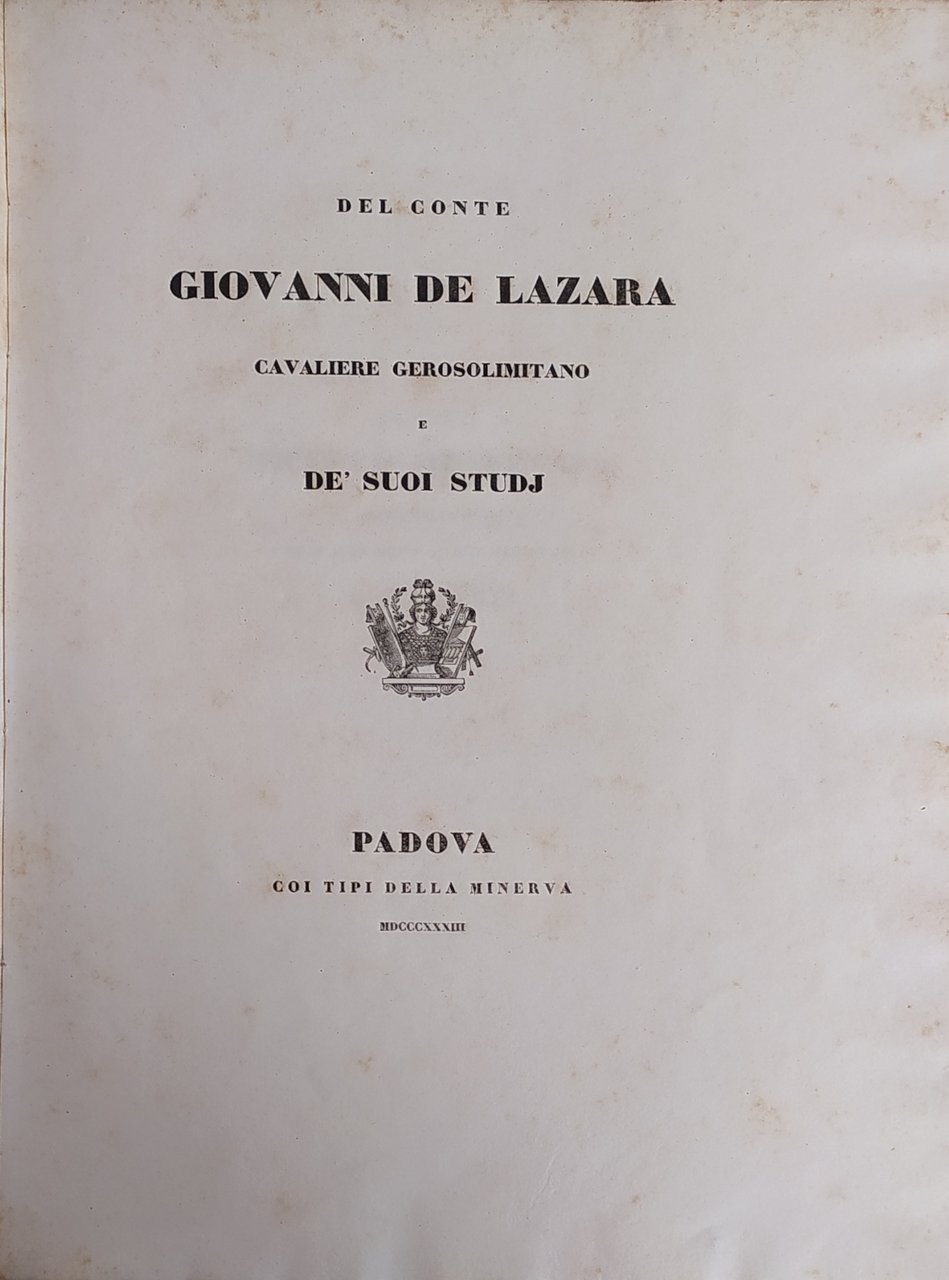 DEL CONTE
GIOVANNI DE LAZARA
CAVALIERE GEROSOLIMITANO
E
DE' SUOI STUDJ
PADOVA
COI TIPI DELLA MINERVA
MDCCCXXXIII